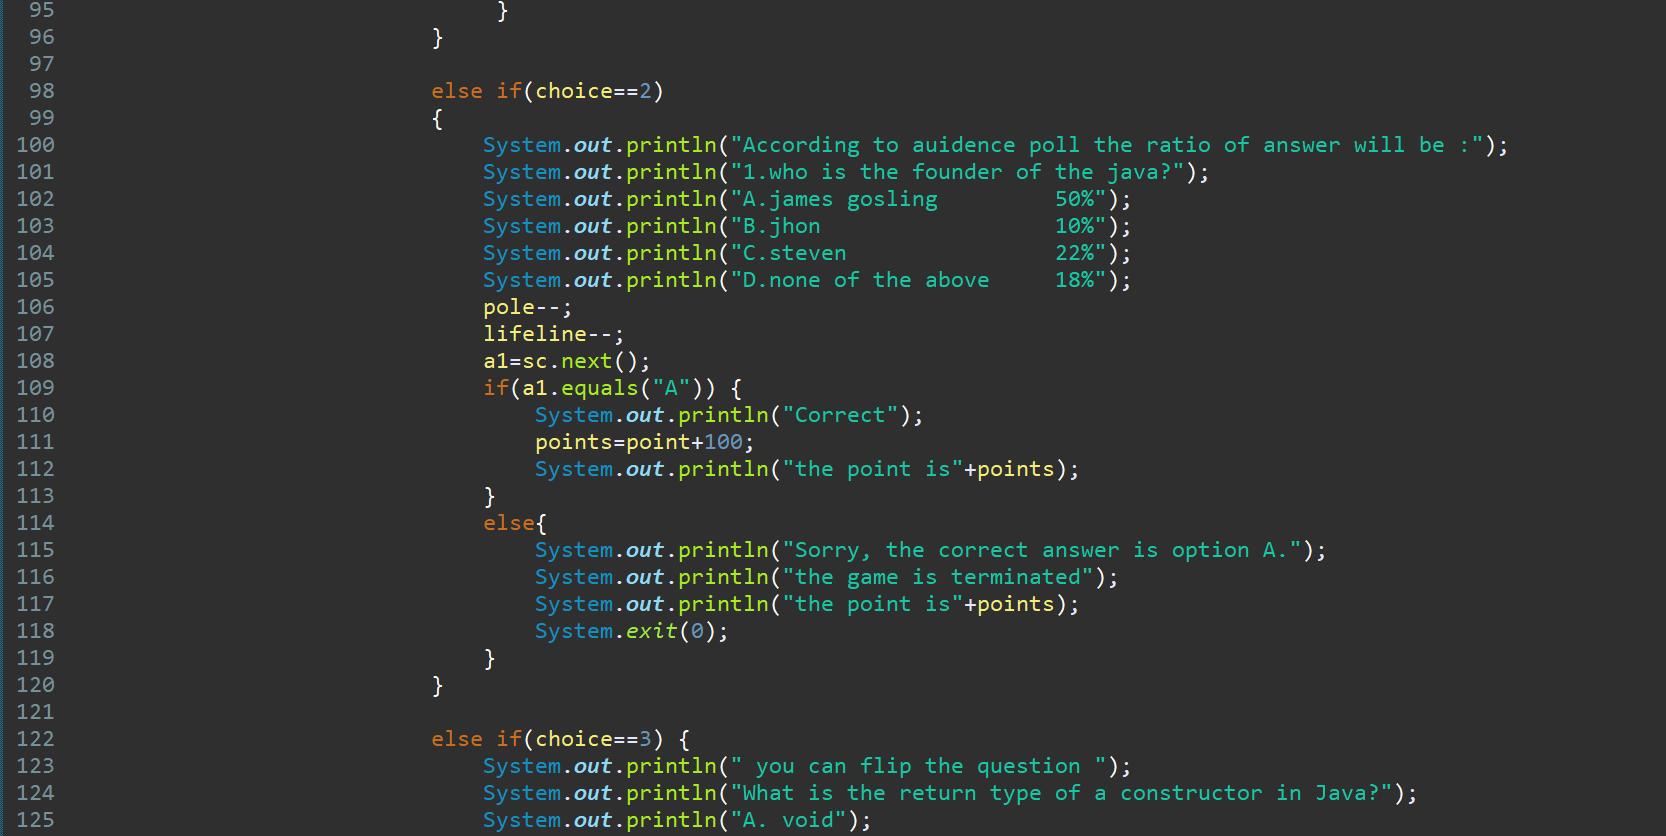 95 }
96 }
97
98 else if(choice==2)
99 {
100 System.out.println("According to auidence poll the ratio of answer will be :");
101 System.out.println("1.who is the founder of the java?");
102 System.out.println("A.james gosling         50%");
103 System.out.println("B.jhon                  10%");
104 System.out.println("C.steven                22%");
105 System.out.println("D.none of the above     18%");
106 pole--;
107 lifeline--;
108 a1=sc.next();
109 if(a1.equals("A")) {
110 System.out.println("Correct");
111 points=point+100;
112 System.out.println("the point is"+points);
113 }
114 else{
115 System.out.println("Sorry, the correct answer is option A.");
116 System.out.println("the game is terminated");
117 System.out.println("the point is"+points);
118 System.exit(0);
119 }
120 }
121
122 else if(choice==3) {
123 System.out.println(" you can flip the question ");
124 System.out.println("What is the return type of a constructor in Java?");
125 System.out.println("A. void");